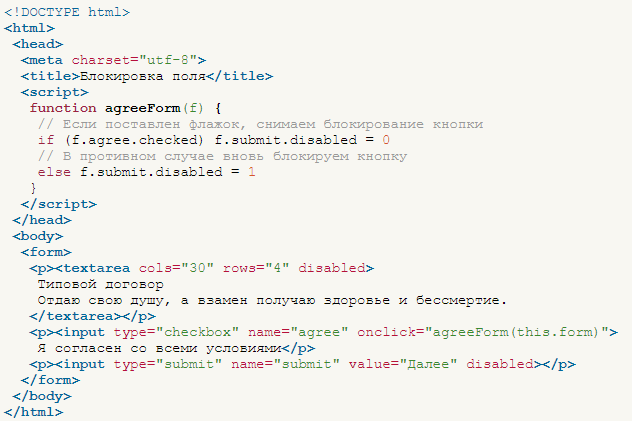 <!DOCTYPE html>
<html>
<head>
<meta charset="utf-8">
<title>Блокировка поля</title>
<script>
function agreeForm(f) {
// Если поставлен флажок, снимаем блокирование кнопки
if (f.agree.checked) f.submit.disabled = 0
// В противном случае вновь блокируем кнопку
else f.submit.disabled = 1
}
</script>
</head>
<body>
<form>
<p><textarea cols="30" rows="4" disabled>
Типовой договор
Отдаю свою душу, а взамен получаю здоровье и бессмертие.
</textarea></p>
<p><input type="checkbox" name="agree" onclick="agreeForm(this.form)">
Я согласен со всеми условиями</p>
<p><input type="submit" name="submit" value="Далее" disabled></p>
</form>
</body>
</html>